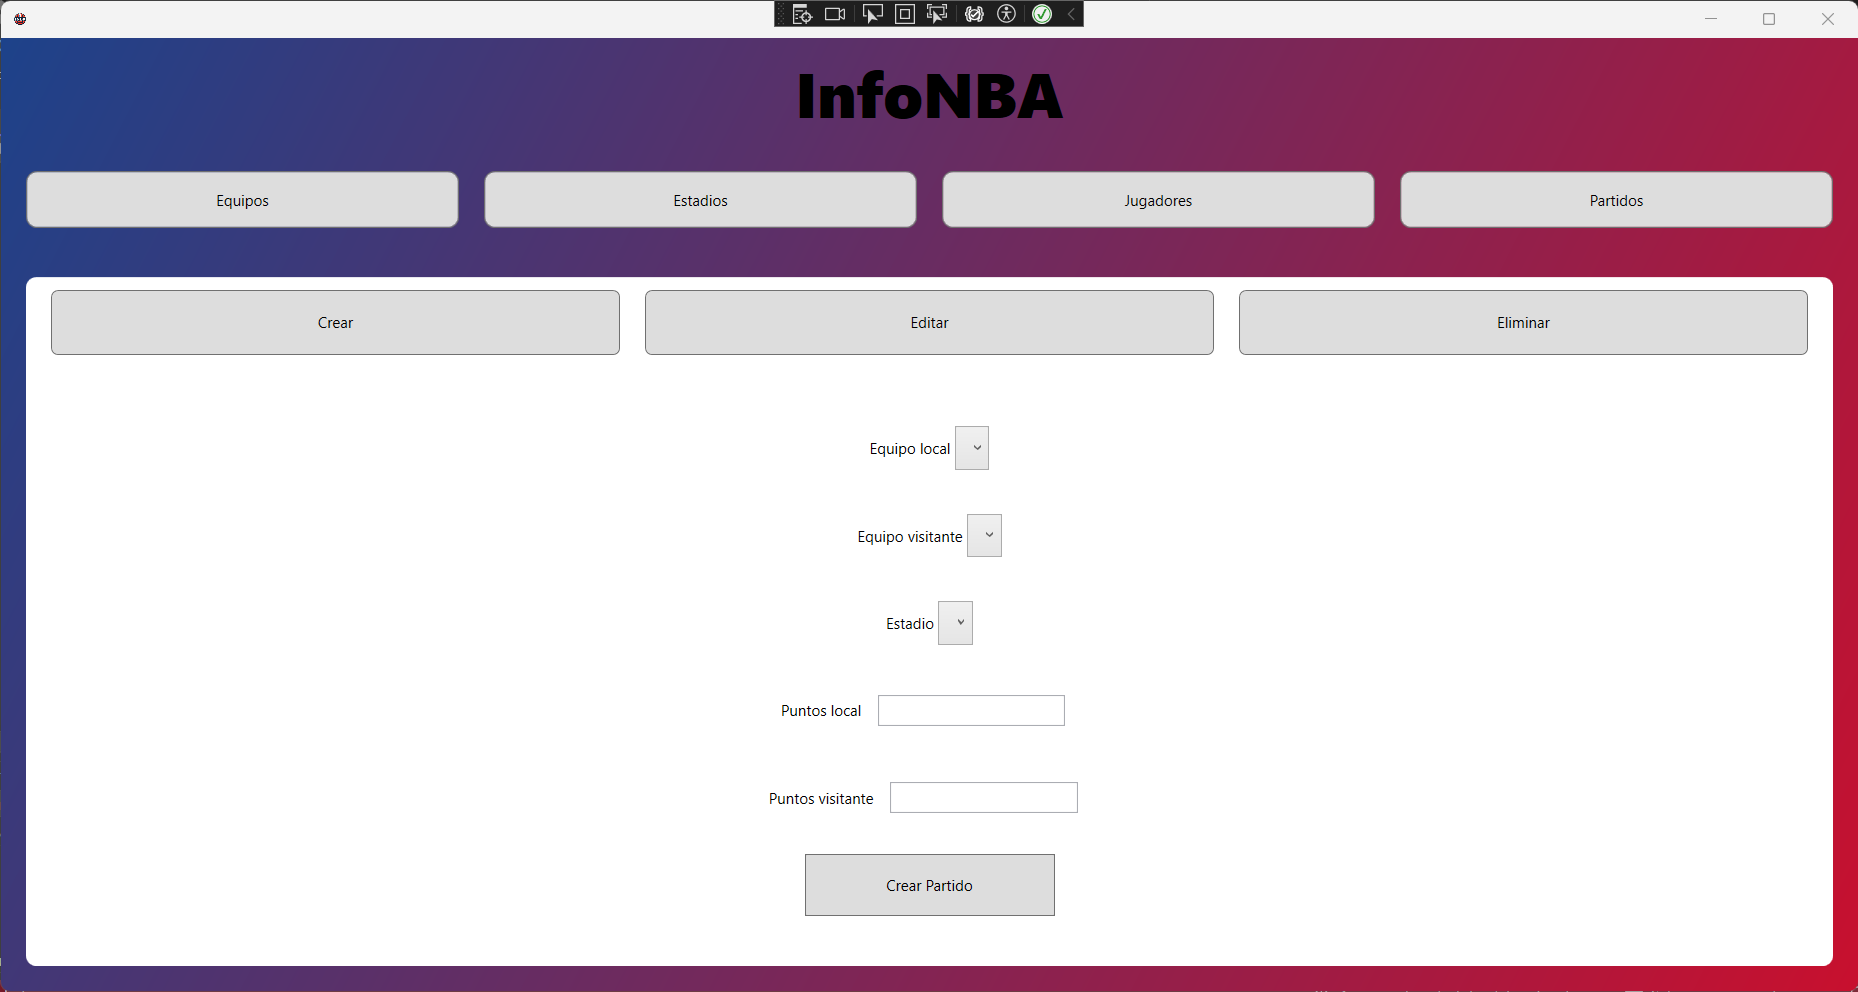 InfoNBA
Equipos
Estadios
Jugadores
Partidos
Crear
Editar
Eliminar
Equipo local
Equipo visitante
Estadio
Puntos local
Puntos visitante
Crear Partido